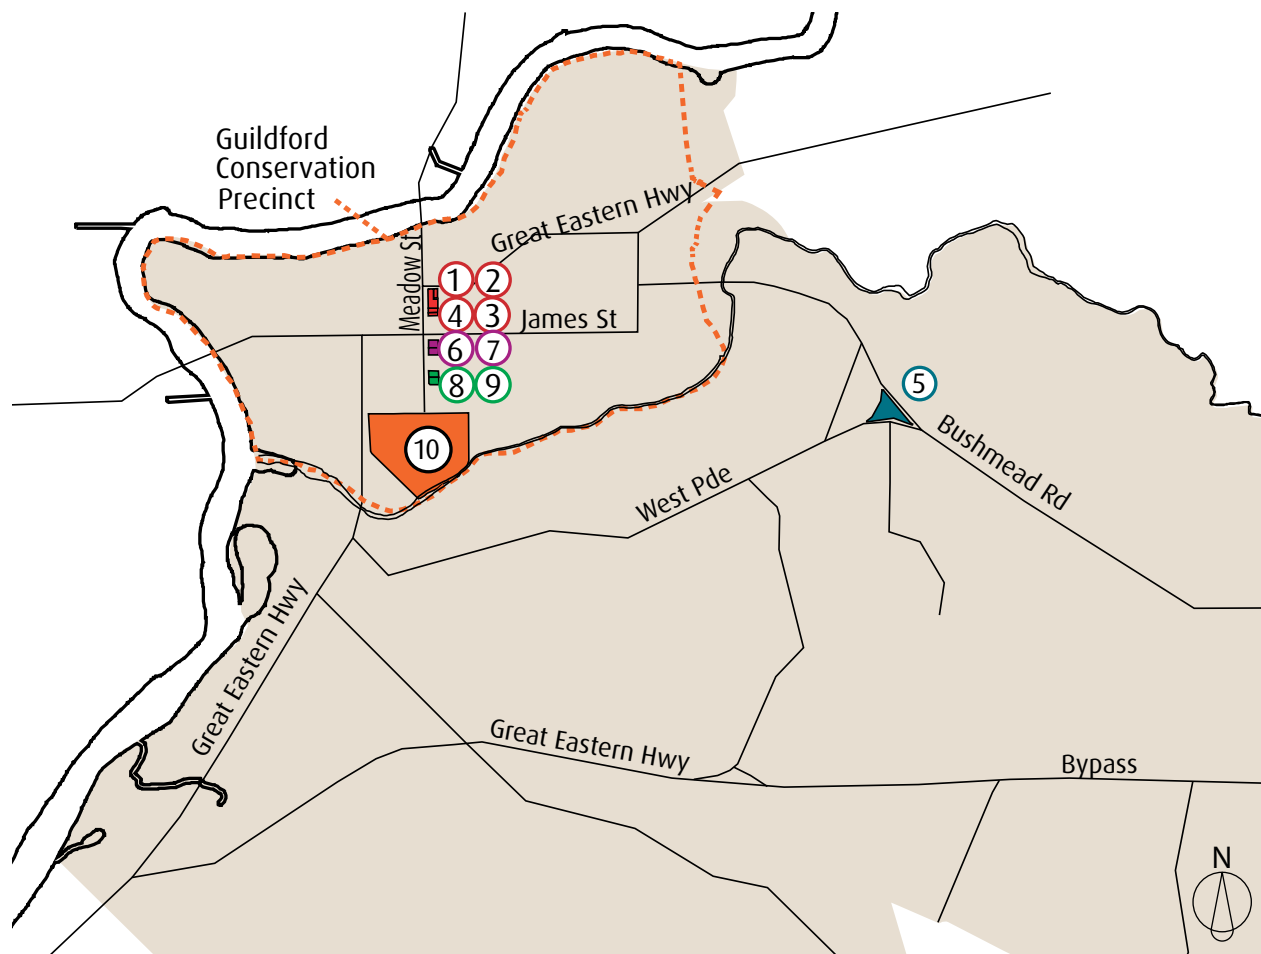 Guildford
Conservation
Precinct
Great Eastern Hwy
Meadow St
1 2
4 3
James St
6 7
8 9
5
10
Bushmead Rd
West Pde
Great Eastern Hwy
Great Eastern Hwy
Bypass
N